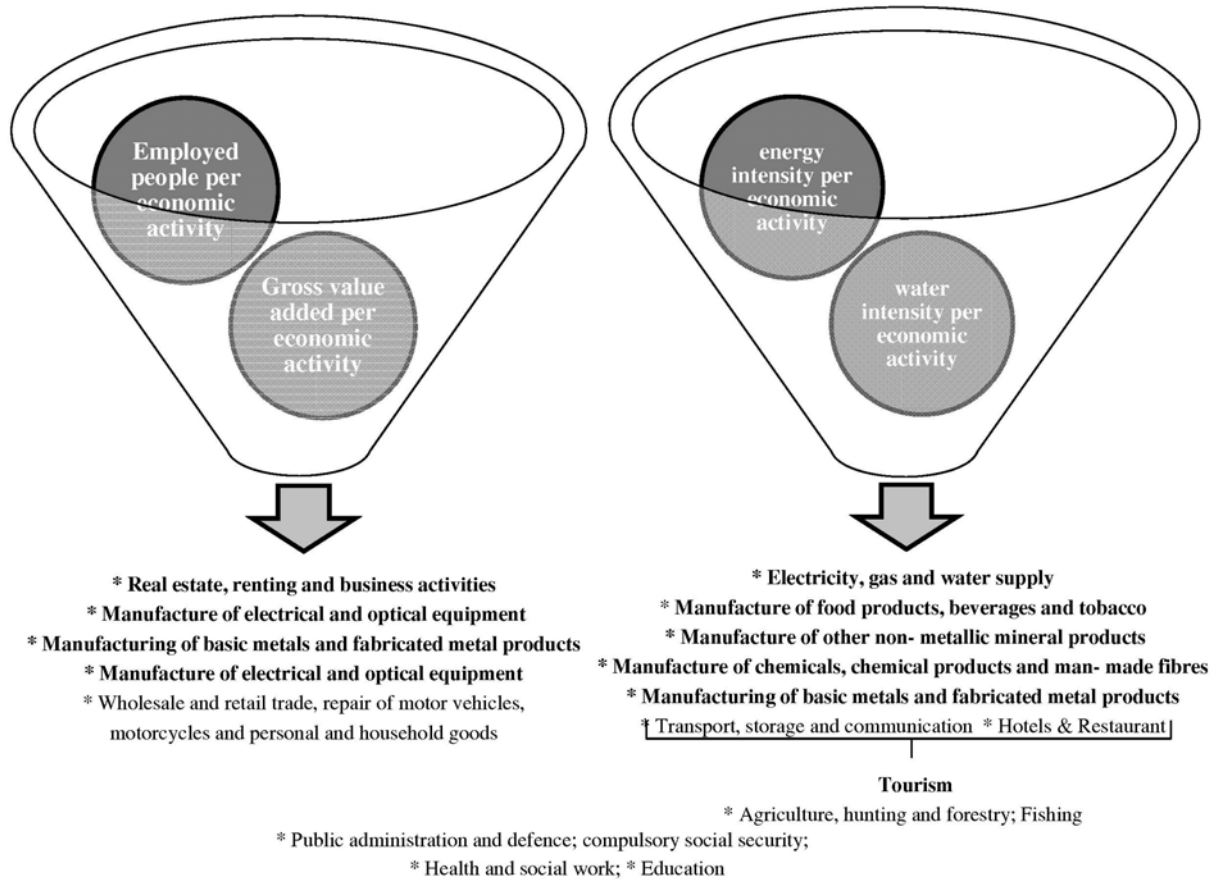 Employed
people per
economic
activity
Gross value
added per
economic
activity
* Real estate, renting and business activities
* Manufacture of electrical and optical equipment
* Manufacturing of basic metals and fabricated metal products
* Manufacture of electrical and optical equipment
* Wholesale and retail trade, repair of motor vehicles,
motorcycles and personal and household goods
energy
intensity per
economic
activity
water
intensity per
economic
activity
* Electricity, gas and water supply
* Manufacture of food products, beverages and tobacco
* Manufacture of other non- metallic mineral products
* Manufacture of chemicals, chemical products and man- made fibres
* Manufacturing of basic metals and fabricated metal products
* Transport, storage and communication * Hotels & Restaurant
Tourism
* Agriculture, hunting and forestry; Fishing
* Public administration and defence; compulsory social security;
* Health and social work; * Education